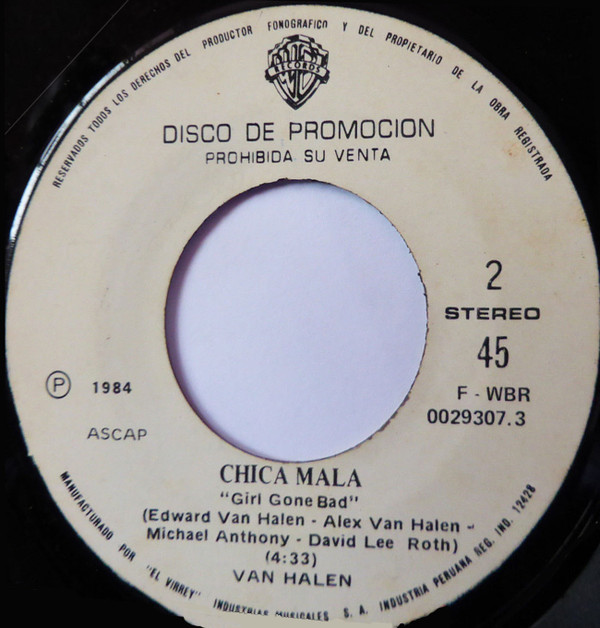 RESERVADOS TODOS LOS DERECHOS DEL PRODUCTOR FONOGRAFICO Y DEL PROPIETARIO DE LA OBRA REGISTRADA
RECORDS
DISCO DE PROMOCION
PROHIBIDA SU VENTA
2
STEREO
45
F - WBR
0029307.3
P 1984
ASCAP
CHICA MALA
"Girl Gone Bad"
(Edward Van Halen - Alex Van Halen -
Michael Anthony - David Lee Roth)
(4:33)
VAN HALEN
MANUFACTURADO POR "EL VIRREY" INDUSTRIAS MUSICALES S. A. INDUSTRIA PERUANA REG. IND. 12428